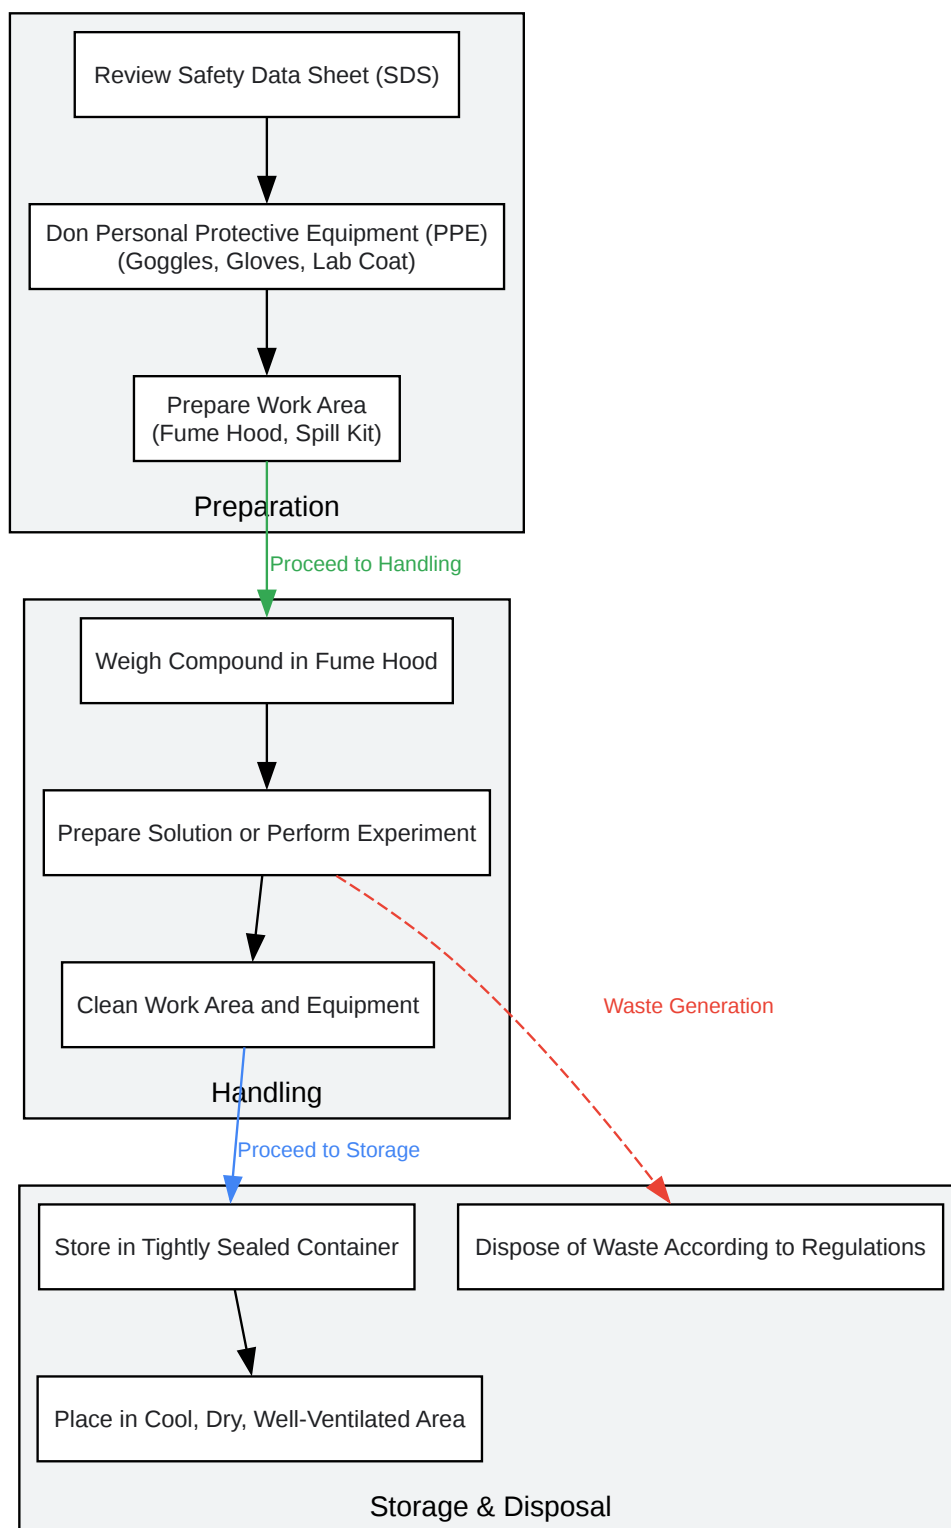 Review Safety Data Sheet (SDS)
Don Personal Protective Equipment (PPE)
(Goggles, Gloves, Lab Coat)
Prepare Work Area
(Fume Hood, Spill Kit)
Preparation
Proceed to Handling
Weigh Compound in Fume Hood
Prepare Solution or Perform Experiment
Clean Work Area and Equipment
Waste Generation
Handling
Proceed to Storage
Store in Tightly Sealed Container
Dispose of Waste According to Regulations
Place in Cool, Dry, Well-Ventilated Area
Storage & Disposal